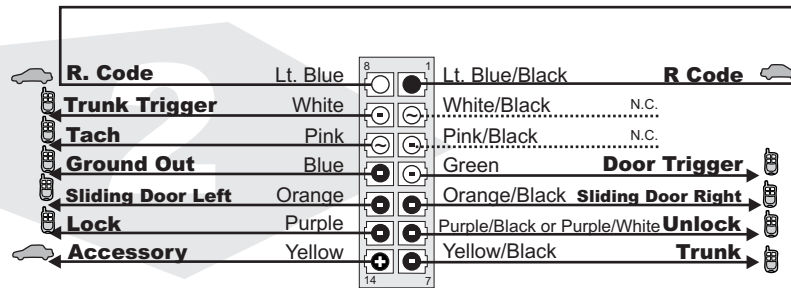 8 1
R. Code Lt. Blue Lt. Blue/Black R Code
Trunk Trigger White White/Black N.C.
Tach Pink Pink/Black N.C.
Ground Out Blue Green Door Trigger
Sliding Door Left Orange Orange/Black Sliding Door Right
Lock Purple Purple/Black or Purple/White Unlock
Accessory Yellow Yellow/Black Trunk
14 7
2